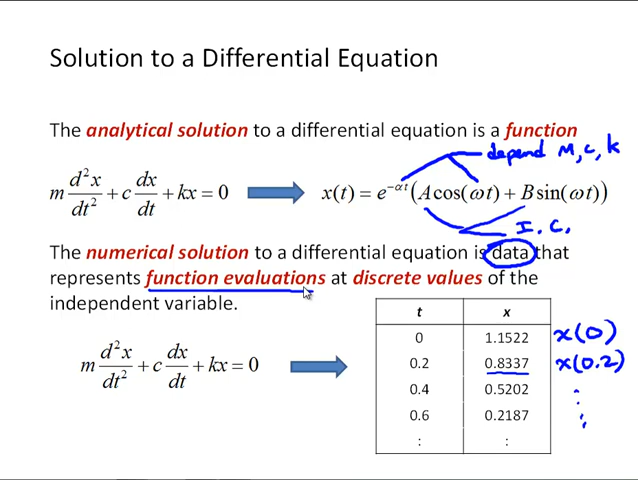 Solution to a Differential Equation
The analytical solution to a differential equation is a function
depend M, c, k
m d²x/dt² + c dx/dt + kx = 0
x(t) = e^{-αt}(A cos(ωt) + B sin(ωt))
I.C.
The numerical solution to a differential equation is data that
represents function evaluations at discrete values of the
independent variable.
m d²x/dt² + c dx/dt + kx = 0
t x
0 1.1522 x(0)
0.2 0.8337 x(0.2)
0.4 0.5202
0.6 0.2187
: :